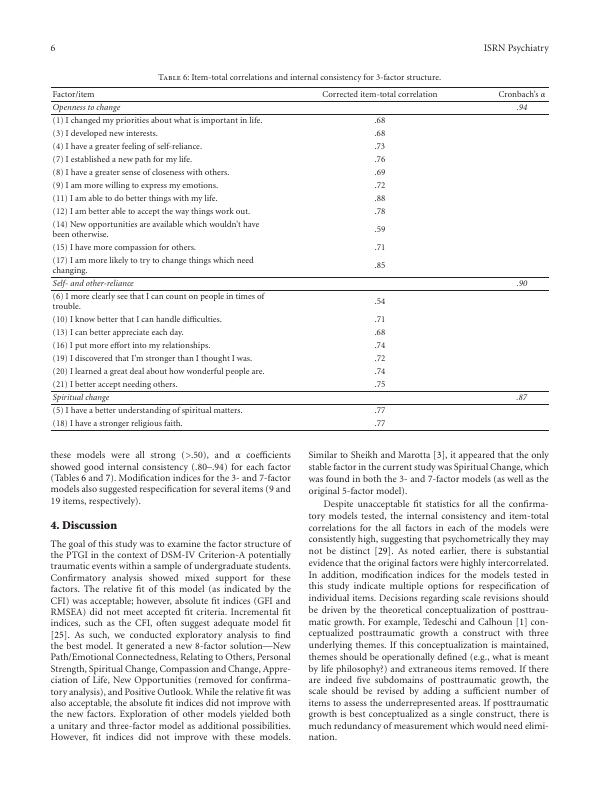 6
ISRN Psychiatry
Table 6: Item-total correlations and internal consistency for 3-factor structure.
Factor/item Corrected item-total correlation Cronbach's α
Openness to change .94
(1) I changed my priorities about what is important in life. .68
(3) I developed new interests. .68
(4) I have a greater feeling of self-reliance. .73
(7) I established a new path for my life. .76
(8) I have a greater sense of closeness with others. .69
(9) I am more willing to express my emotions. .72
(11) I am able to do better things with my life. .88
(12) I am better able to accept the way things work out. .78
(14) New opportunities are available which wouldn't have
been otherwise. .59
(15) I have more compassion for others. .71
(17) I am more likely to try to change things which need
changing. .85
Self- and other-reliance .90
(6) I more clearly see that I can count on people in times of
trouble. .54
(10) I know better that I can handle difficulties. .71
(13) I can better appreciate each day. .68
(16) I put more effort into my relationships. .74
(19) I discovered that I'm stronger than I thought I was. .72
(20) I learned a great deal about how wonderful people are. .74
(21) I better accept needing others. .75
Spiritual change .87
(5) I have a better understanding of spiritual matters. .77
(18) I have a stronger religious faith. .77
these models were all strong (>.50), and α coefficients
showed good internal consistency (.80–.94) for each factor
(Tables 6 and 7). Modification indices for the 3- and 7-factor
models also suggested respecification for several items (9 and
19 items, respectively).
4. Discussion
The goal of this study was to examine the factor structure of
the PTGI in the context of DSM-IV Criterion-A potentially
traumatic events within a sample of undergraduate students.
Confirmatory analysis showed mixed support for these
factors. The relative fit of this model (as indicated by the
CFI) was acceptable; however, absolute fit indices (GFI and
RMSEA) did not meet accepted fit criteria. Incremental fit
indices, such as the CFI, often suggest adequate model fit
[25]. As such, we conducted exploratory analysis to find
the best model. It generated a new 8-factor solution—New
Path/Emotional Connectedness, Relating to Others, Personal
Strength, Spiritual Change, Compassion and Change, Appre-
ciation of Life, New Opportunities (removed for confirma-
tory analysis), and Positive Outlook. While the relative fit was
also acceptable, the absolute fit indices did not improve with
the new factors. Exploration of other models yielded both
a unitary and three-factor model as additional possibilities.
However, fit indices did not improve with these models.
Similar to Sheikh and Marotta [3], it appeared that the only
stable factor in the current study was Spiritual Change, which
was found in both the 3- and 7-factor models (as well as the
original 5-factor model).
Despite unacceptable fit statistics for all the confirma-
tory models tested, the internal consistency and item-total
correlations for the all factors in each of the models were
consistently high, suggesting that psychometrically they may
not be distinct [29]. As noted earlier, there is substantial
evidence that the original factors were highly intercorrelated.
In addition, modification indices for the models tested in
this study indicate multiple options for respecification of
individual items. Decisions regarding scale revisions should
be driven by the theoretical conceptualization of posttrau-
matic growth. For example, Tedeschi and Calhoun [1] con-
ceptualized posttraumatic growth a construct with three
underlying themes. If this conceptualization is maintained,
themes should be operationally defined (e.g., what is meant
by life philosophy?) and extraneous items removed. If there
are indeed five subdomains of posttraumatic growth, the
scale should be revised by adding a sufficient number of
items to assess the underrepresented areas. If posttraumatic
growth is best conceptualized as a single construct, there is
much redundancy of measurement which would need elimi-
nation.